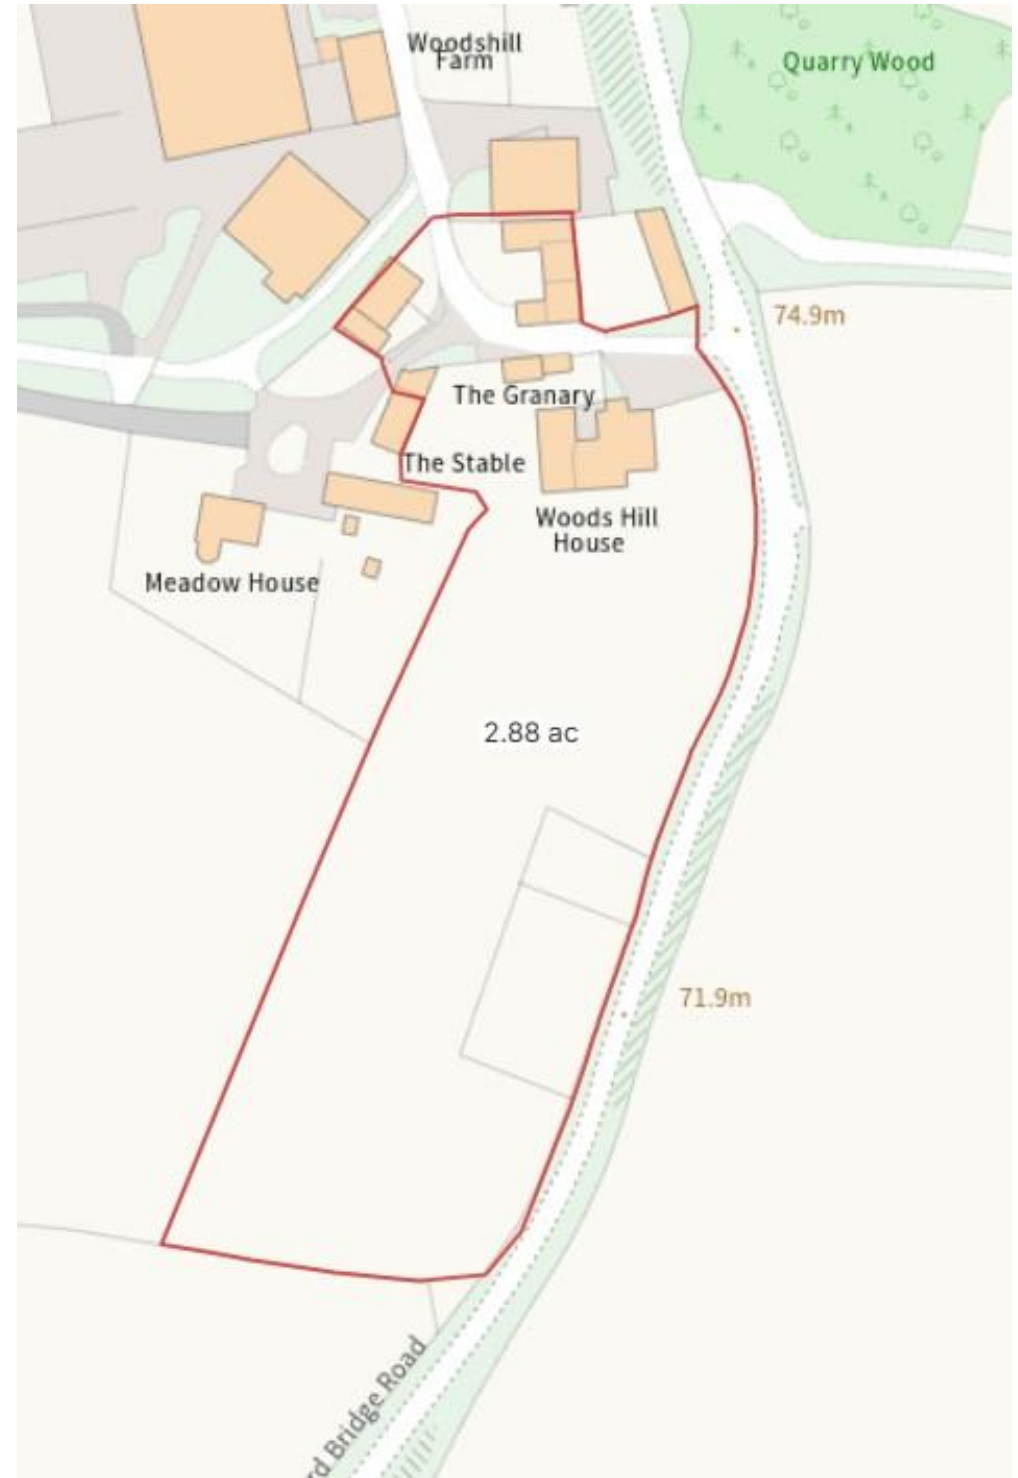 Woodshill
Farm
Quarry Wood
74.9m
The Granary
The Stable
Woods Hill
House
Meadow House
2.88 ac
71.9m
rd Bridge Road